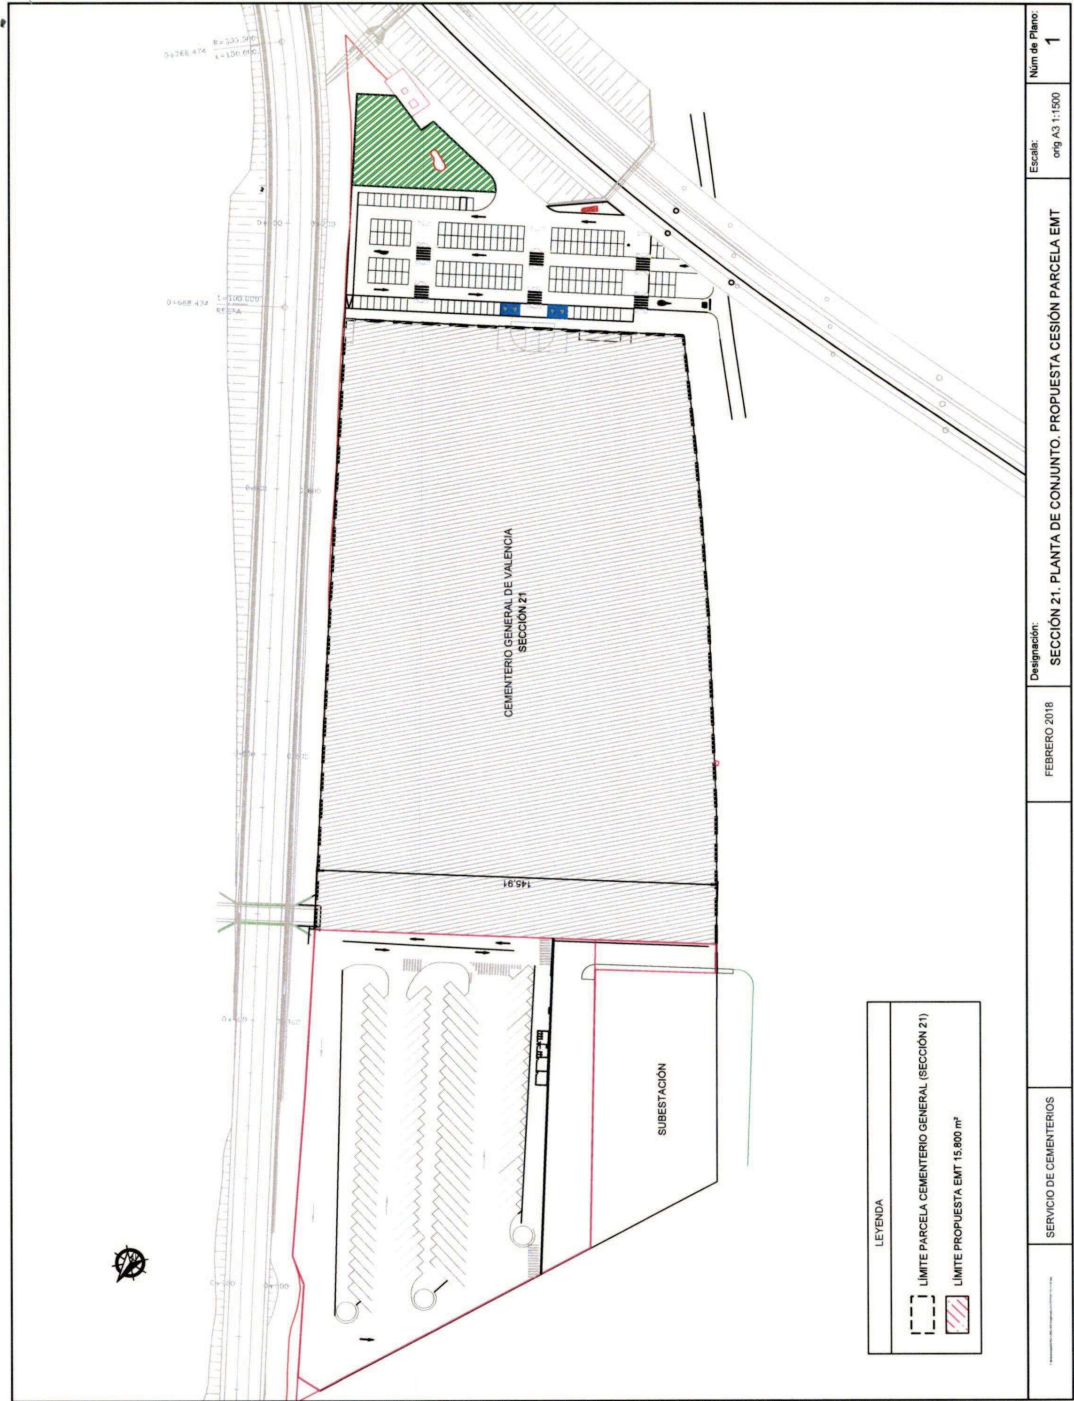 Núm de Plano:
1
Escala:
orig A3 1:1500
Designación:
SECCIÓN 21. PLANTA DE CONJUNTO. PROPUESTA CESIÓN PARCELA EMT
FEBRERO 2018
SERVICIO DE CEMENTERIOS
CEMENTERIO GENERAL DE VALENCIA
SECCIÓN 21
145,91
SUBESTACIÓN
LEYENDA
LÍMITE PARCELA CEMENTERIO GENERAL (SECCIÓN 21)
LÍMITE PROPUESTA EMT 15.800 m²